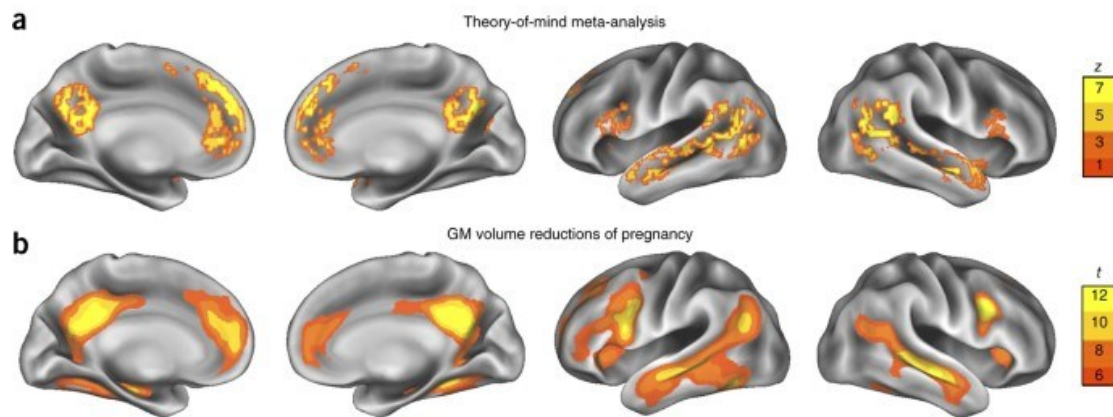 a
Theory-of-mind meta-analysis
z
7
5
3
1
b
GM volume reductions of pregnancy
t
12
10
8
6